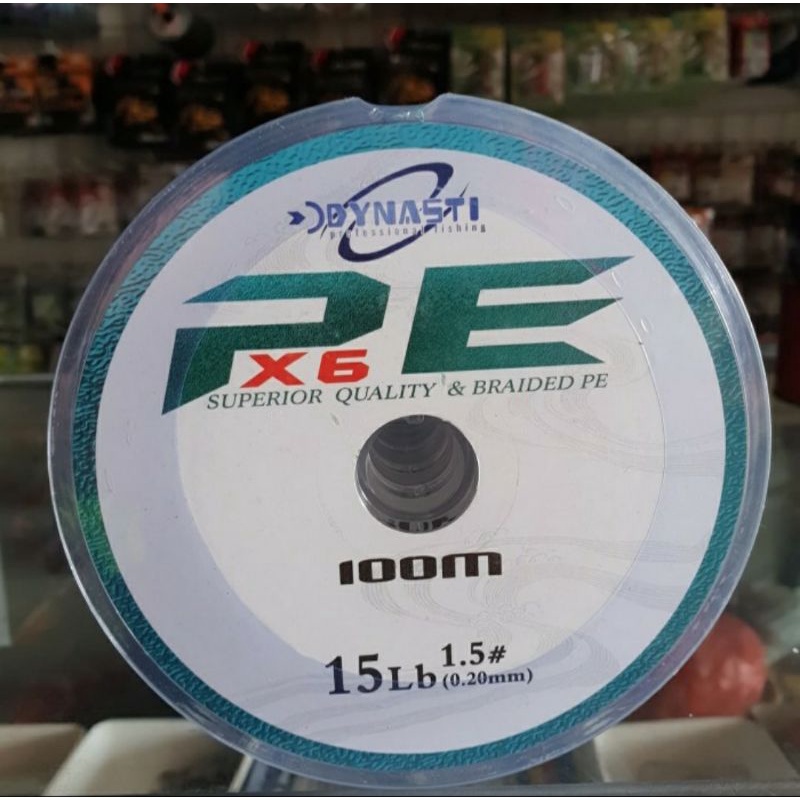 DYNASTI
professional fishing
PE
X6
SUPERIOR QUALITY & BRAIDED PE
100m
15Lb 1.5#
(0.20mm)